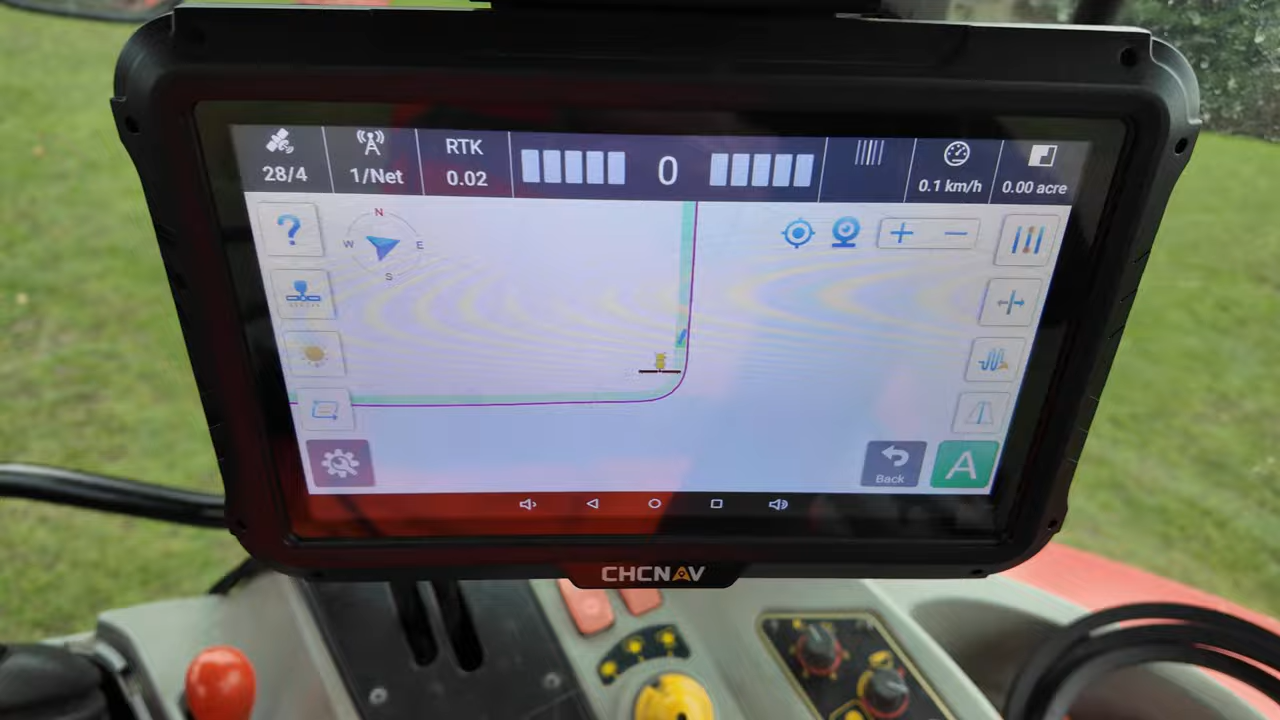 28/4
1/Net
RTK
0.02
0
0.1 km/h
0.00 acre
?
N
W E
S
+ −
Back
A
CHCNAV